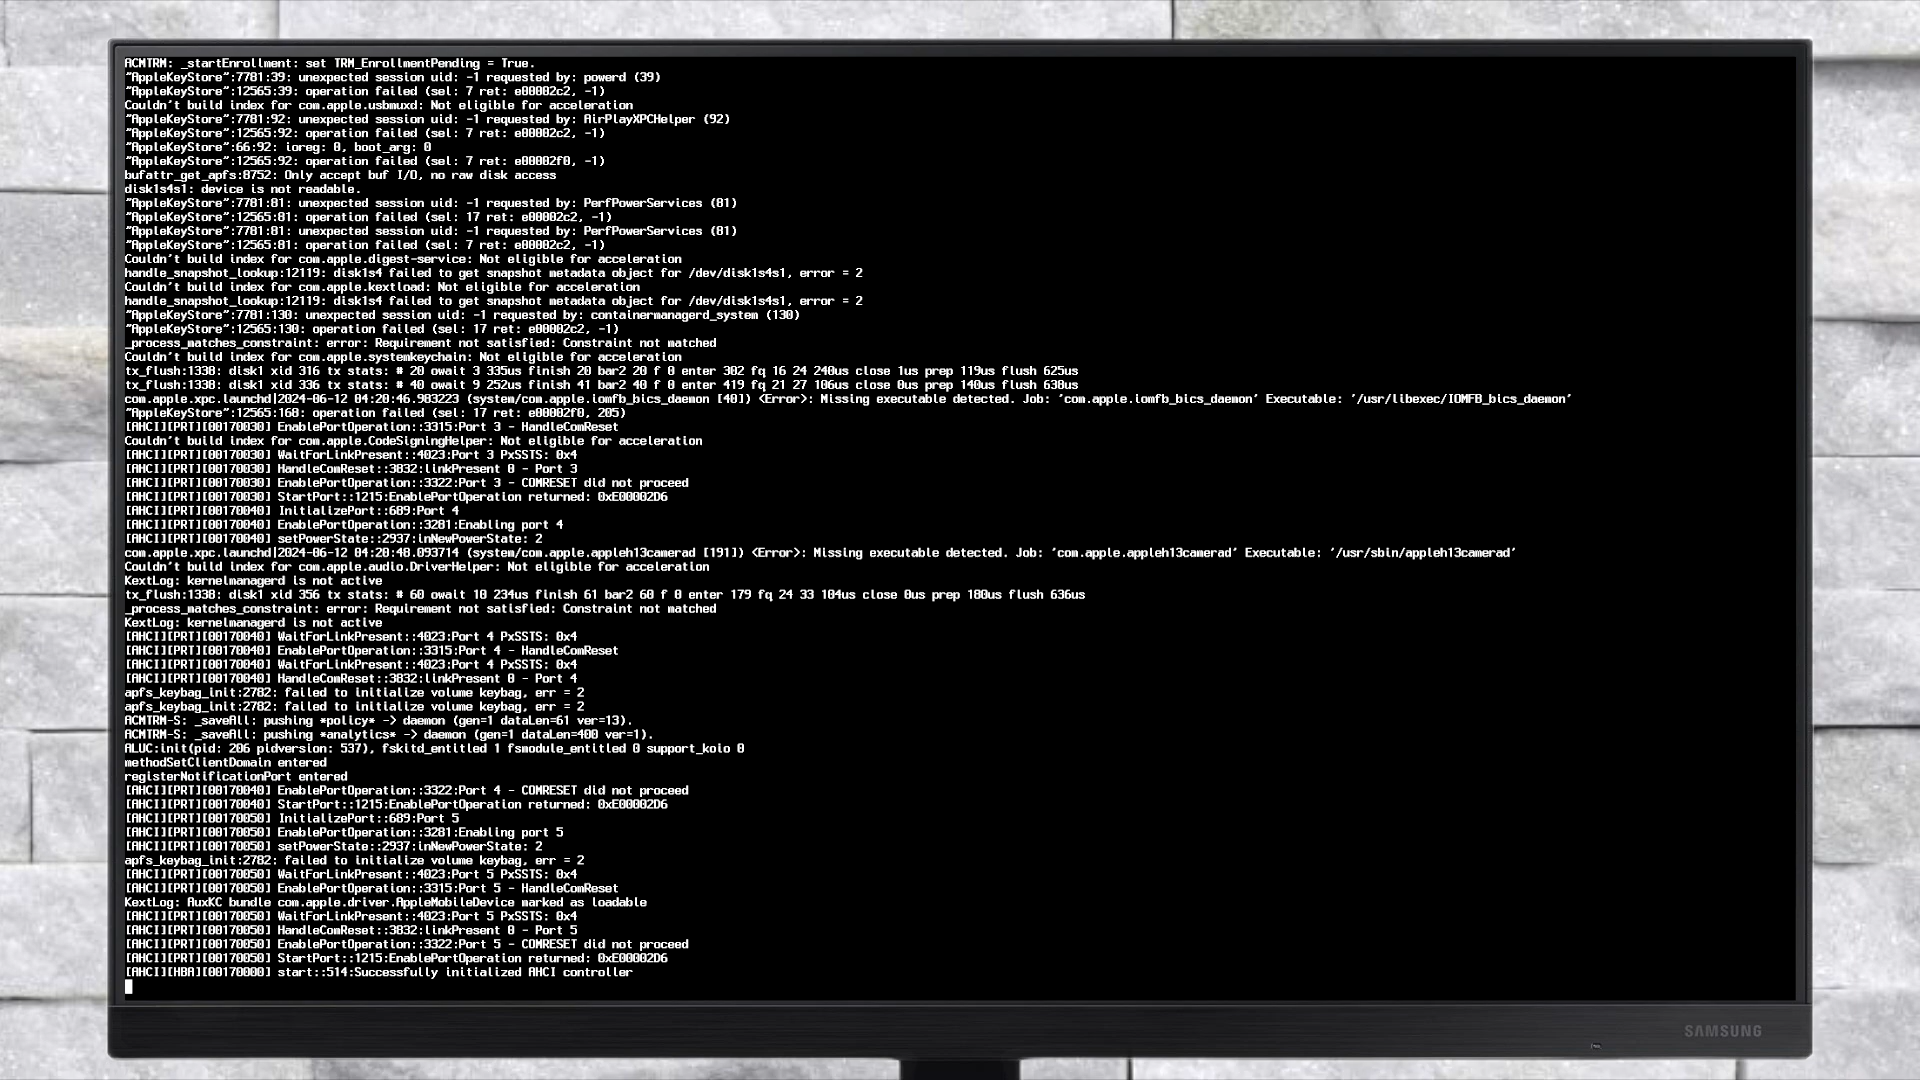 ACMTRM: _startEnrollment: set TRM_EnrollmentPending = True.
"AppleKeyStore":7781:39: unexpected session uid: -1 requested by: powerd (39)
"AppleKeyStore":12565:39: operation failed (sel: 7 ret: e00002c2, -1)
Couldn't build index for com.apple.usbmuxd: Not eligible for acceleration
"AppleKeyStore":7781:92: unexpected session uid: -1 requested by: AirPlayXPCHelper (92)
"AppleKeyStore":12565:92: operation failed (sel: 7 ret: e00002c2, -1)
"AppleKeyStore":66:92: ioreg: 0, boot_arg: 0
"AppleKeyStore":12565:92: operation failed (sel: 7 ret: e00002f0, -1)
bufattr_get_apfs:8752: Only accept buf I/O, no raw disk access
disk1s4s1: device is not readable.
"AppleKeyStore":7781:81: unexpected session uid: -1 requested by: PerfPowerServices (81)
"AppleKeyStore":12565:81: operation failed (sel: 17 ret: e00002c2, -1)
"AppleKeyStore":7781:81: unexpected session uid: -1 requested by: PerfPowerServices (81)
"AppleKeyStore":12565:81: operation failed (sel: 7 ret: e00002c2, -1)
Couldn't build index for com.apple.digest-service: Not eligible for acceleration
handle_snapshot_lookup:12119: disk1s4 failed to get snapshot metadata object for /dev/disk1s4s1, error = 2
Couldn't build index for com.apple.kextload: Not eligible for acceleration
handle_snapshot_lookup:12119: disk1s4 failed to get snapshot metadata object for /dev/disk1s4s1, error = 2
"AppleKeyStore":7781:130: unexpected session uid: -1 requested by: containermanagerd_system (130)
"AppleKeyStore":12565:130: operation failed (sel: 17 ret: e00002c2, -1)
_process_matches_constraint: error: Requirement not satisfied: Constraint not matched
Couldn't build index for com.apple.systemkeychain: Not eligible for acceleration
tx_flush:1338: disk1 xid 316 tx stats: # 20 owait 3 335us finish 20 bar2 20 f 0 enter 302 fq 16 24 240us close 1us prep 119us flush 625us
tx_flush:1338: disk1 xid 336 tx stats: # 40 owait 9 252us finish 41 bar2 40 f 0 enter 419 fq 21 27 106us close 0us prep 140us flush 638us
com.apple.xpc.launchd|2024-06-12 04:20:46.983223 (system/com.apple.iomfb_bics_daemon [40]) <Error>: Missing executable detected. Job: 'com.apple.iomfb_bics_daemon' Executable: '/usr/libexec/IOMFB_bics_daemon'
"AppleKeyStore":12565:168: operation failed (sel: 17 ret: e00002f0, 205)
[AHCI][PRT][00170030] EnablePortOperation::3315:Port 3 - HandleComReset
Couldn't build index for com.apple.CodeSigningHelper: Not eligible for acceleration
[AHCI][PRT][00170030] WaitForLinkPresent::4023:Port 3 PxSSTS: 0x4
[AHCI][PRT][00170030] HandleComReset::3832:linkPresent 0 - Port 3
[AHCI][PRT][00170030] EnablePortOperation::3322:Port 3 - COMRESET did not proceed
[AHCI][PRT][00170030] StartPort::1215:EnablePortOperation returned: 0xE00002D6
[AHCI][PRT][00170040] InitializePort::689:Port 4
[AHCI][PRT][00170040] EnablePortOperation::3281:Enabling port 4
[AHCI][PRT][00170040] setPowerState::2937:inNewPowerState: 2
com.apple.xpc.launchd|2024-06-12 04:20:48.093714 (system/com.apple.appleh13camerad [191]) <Error>: Missing executable detected. Job: 'com.apple.appleh13camerad' Executable: '/usr/sbin/appleh13camerad'
Couldn't build index for com.apple.audio.DriverHelper: Not eligible for acceleration
KextLog: kernelmanagerd is not active
tx_flush:1338: disk1 xid 356 tx stats: # 60 owait 10 234us finish 61 bar2 60 f 0 enter 179 fq 24 33 104us close 0us prep 180us flush 636us
_process_matches_constraint: error: Requirement not satisfied: Constraint not matched
KextLog: kernelmanagerd is not active
[AHCI][PRT][00170040] WaitForLinkPresent::4023:Port 4 PxSSTS: 0x4
[AHCI][PRT][00170040] EnablePortOperation::3315:Port 4 - HandleComReset
[AHCI][PRT][00170040] WaitForLinkPresent::4023:Port 4 PxSSTS: 0x4
[AHCI][PRT][00170040] HandleComReset::3832:linkPresent 0 - Port 4
apfs_keybag_init:2782: failed to initialize volume keybag, err = 2
apfs_keybag_init:2782: failed to initialize volume keybag, err = 2
ACMTRM-S: _saveAll: pushing *policy* -> daemon (gen=1 dataLen=61 ver=13).
ACMTRM-S: _saveAll: pushing *analytics* -> daemon (gen=1 dataLen=400 ver=1).
ALUC:init(pid: 206 pidversion: 537), fskitd_entitled 1 fsmodule_entitled 0 support_koio 0
methodSetClientDomain entered
registerNotificationPort entered
[AHCI][PRT][00170040] EnablePortOperation::3322:Port 4 - COMRESET did not proceed
[AHCI][PRT][00170040] StartPort::1215:EnablePortOperation returned: 0xE00002D6
[AHCI][PRT][00170050] InitializePort::689:Port 5
[AHCI][PRT][00170050] EnablePortOperation::3281:Enabling port 5
[AHCI][PRT][00170050] setPowerState::2937:inNewPowerState: 2
apfs_keybag_init:2782: failed to initialize volume keybag, err = 2
[AHCI][PRT][00170050] WaitForLinkPresent::4023:Port 5 PxSSTS: 0x4
[AHCI][PRT][00170050] EnablePortOperation::3315:Port 5 - HandleComReset
KextLog: AuxKC bundle com.apple.driver.AppleMobileDevice marked as loadable
[AHCI][PRT][00170050] WaitForLinkPresent::4023:Port 5 PxSSTS: 0x4
[AHCI][PRT][00170050] HandleComReset::3832:linkPresent 0 - Port 5
[AHCI][PRT][00170050] EnablePortOperation::3322:Port 5 - COMRESET did not proceed
[AHCI][PRT][00170050] StartPort::1215:EnablePortOperation returned: 0xE00002D6
[AHCI][HBA][00170000] start::514:Successfully initialized AHCI controller
SAMSUNG